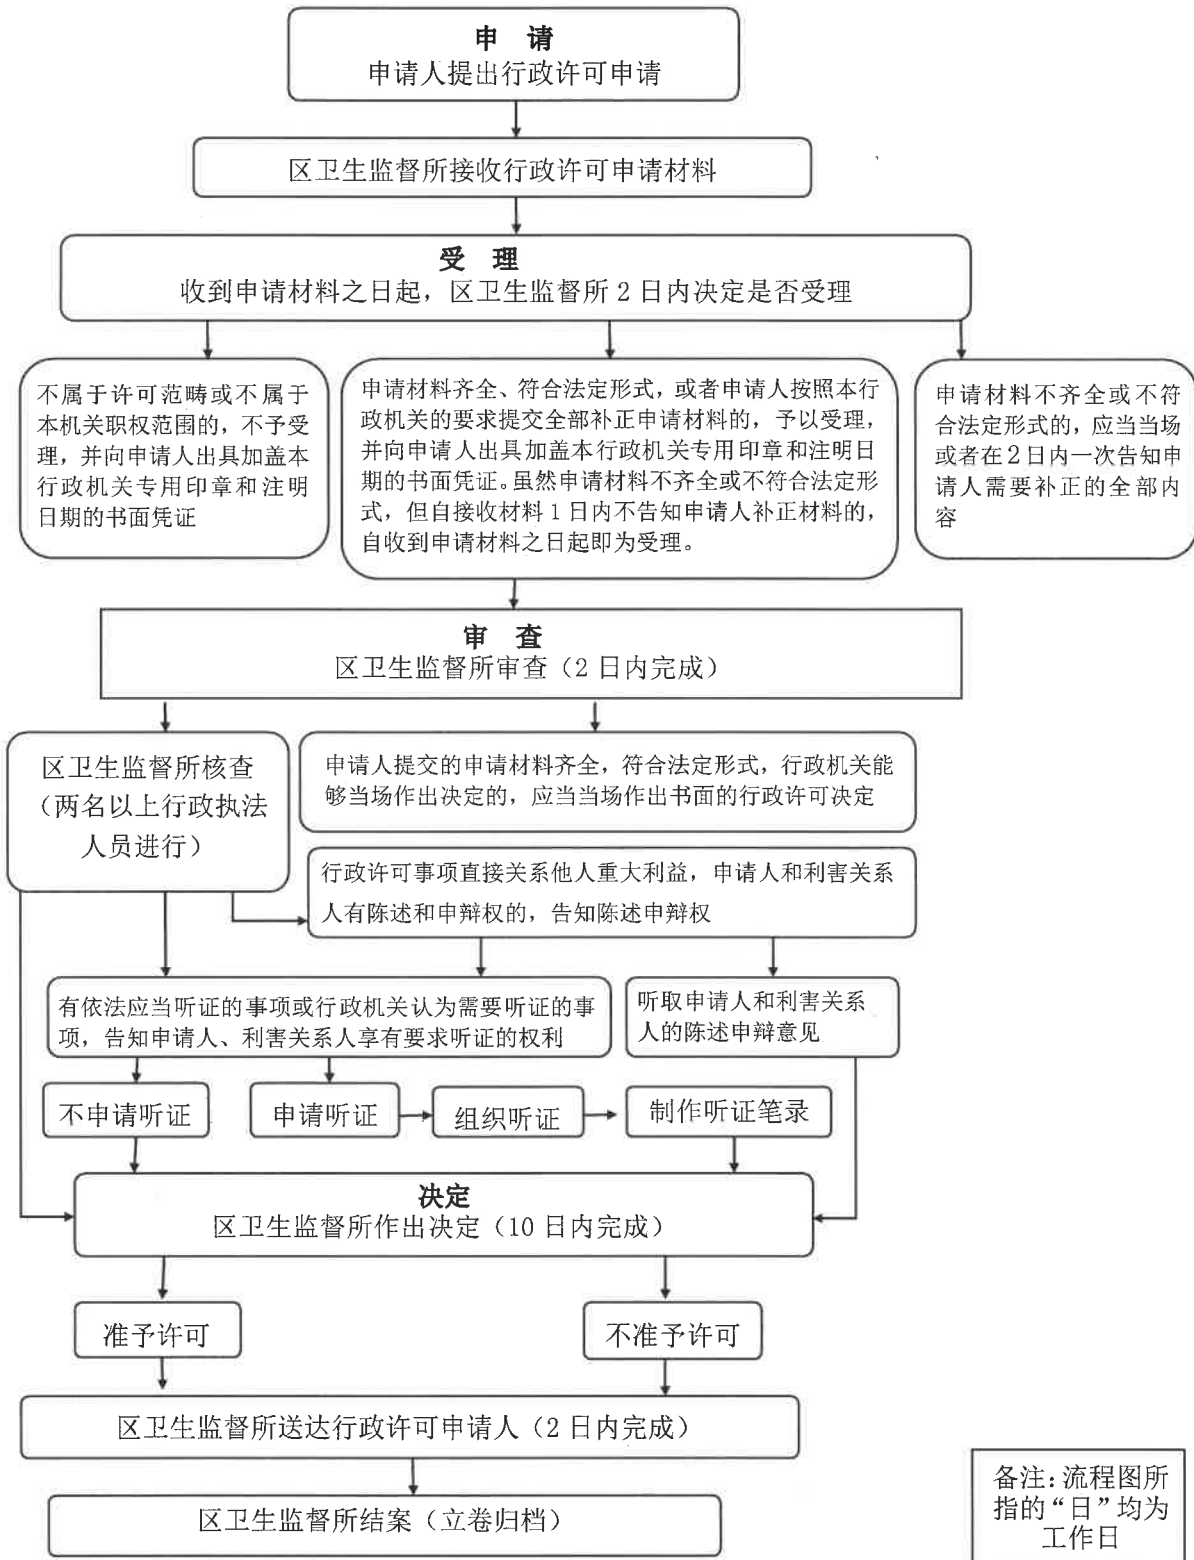 申 请
申请人提出行政许可申请
区卫生监督所接收行政许可申请材料
受 理
收到申请材料之日起，区卫生监督所 2 日内决定是否受理
不属于许可范畴或不属于
本机关职权范围的，不予受
理，并向申请人出具加盖本
行政机关专用印章和注明
日期的书面凭证
申请材料齐全、符合法定形式，或者申请人按照本行
政机关的要求提交全部补正申请材料的，予以受理，
并向申请人出具加盖本行政机关专用印章和注明日
期的书面凭证。虽然申请材料不齐全或不符合法定形
式，但自接收材料 1 日内不告知申请人补正材料的，
自收到申请材料之日起即为受理。
申请材料不齐全或不符
合法定形式的，应当当场
或者在 2 日内一次告知申
请人需要补正的全部内
容
审 查
区卫生监督所审查（2 日内完成）
区卫生监督所核查
（两名以上行政执法
人员进行）
申请人提交的申请材料齐全，符合法定形式，行政机关能
够当场作出决定的，应当当场作出书面的行政许可决定
行政许可事项直接关系他人重大利益，申请人和利害关系
人有陈述和申辩权的，告知陈述申辩权
有依法应当听证的事项或行政机关认为需要听证的事
项，告知申请人、利害关系人享有要求听证的权利
听取申请人和利害关系
人的陈述申辩意见
不申请听证
申请听证
组织听证
制作听证笔录
决定
区卫生监督所作出决定（10 日内完成）
准予许可
不准予许可
区卫生监督所送达行政许可申请人（2 日内完成）
区卫生监督所结案（立卷归档）
备注：流程图所
指的“日”均为
工作日